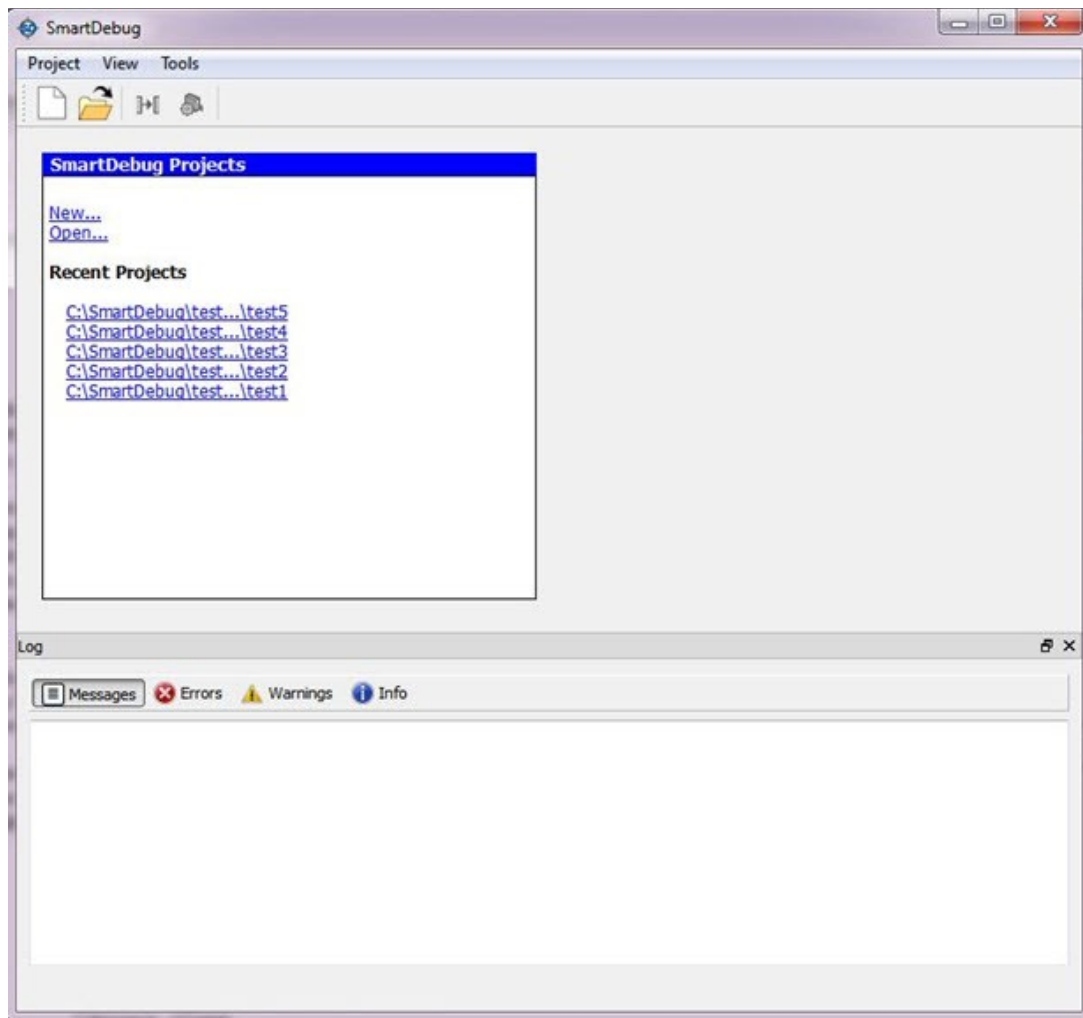 SmartDebug
Project View Tools
SmartDebug Projects
New...
Open...
Recent Projects
C:\SmartDebug\test...\test5
C:\SmartDebug\test...\test4
C:\SmartDebug\test...\test3
C:\SmartDebug\test...\test2
C:\SmartDebug\test...\test1
Log
Messages Errors Warnings Info